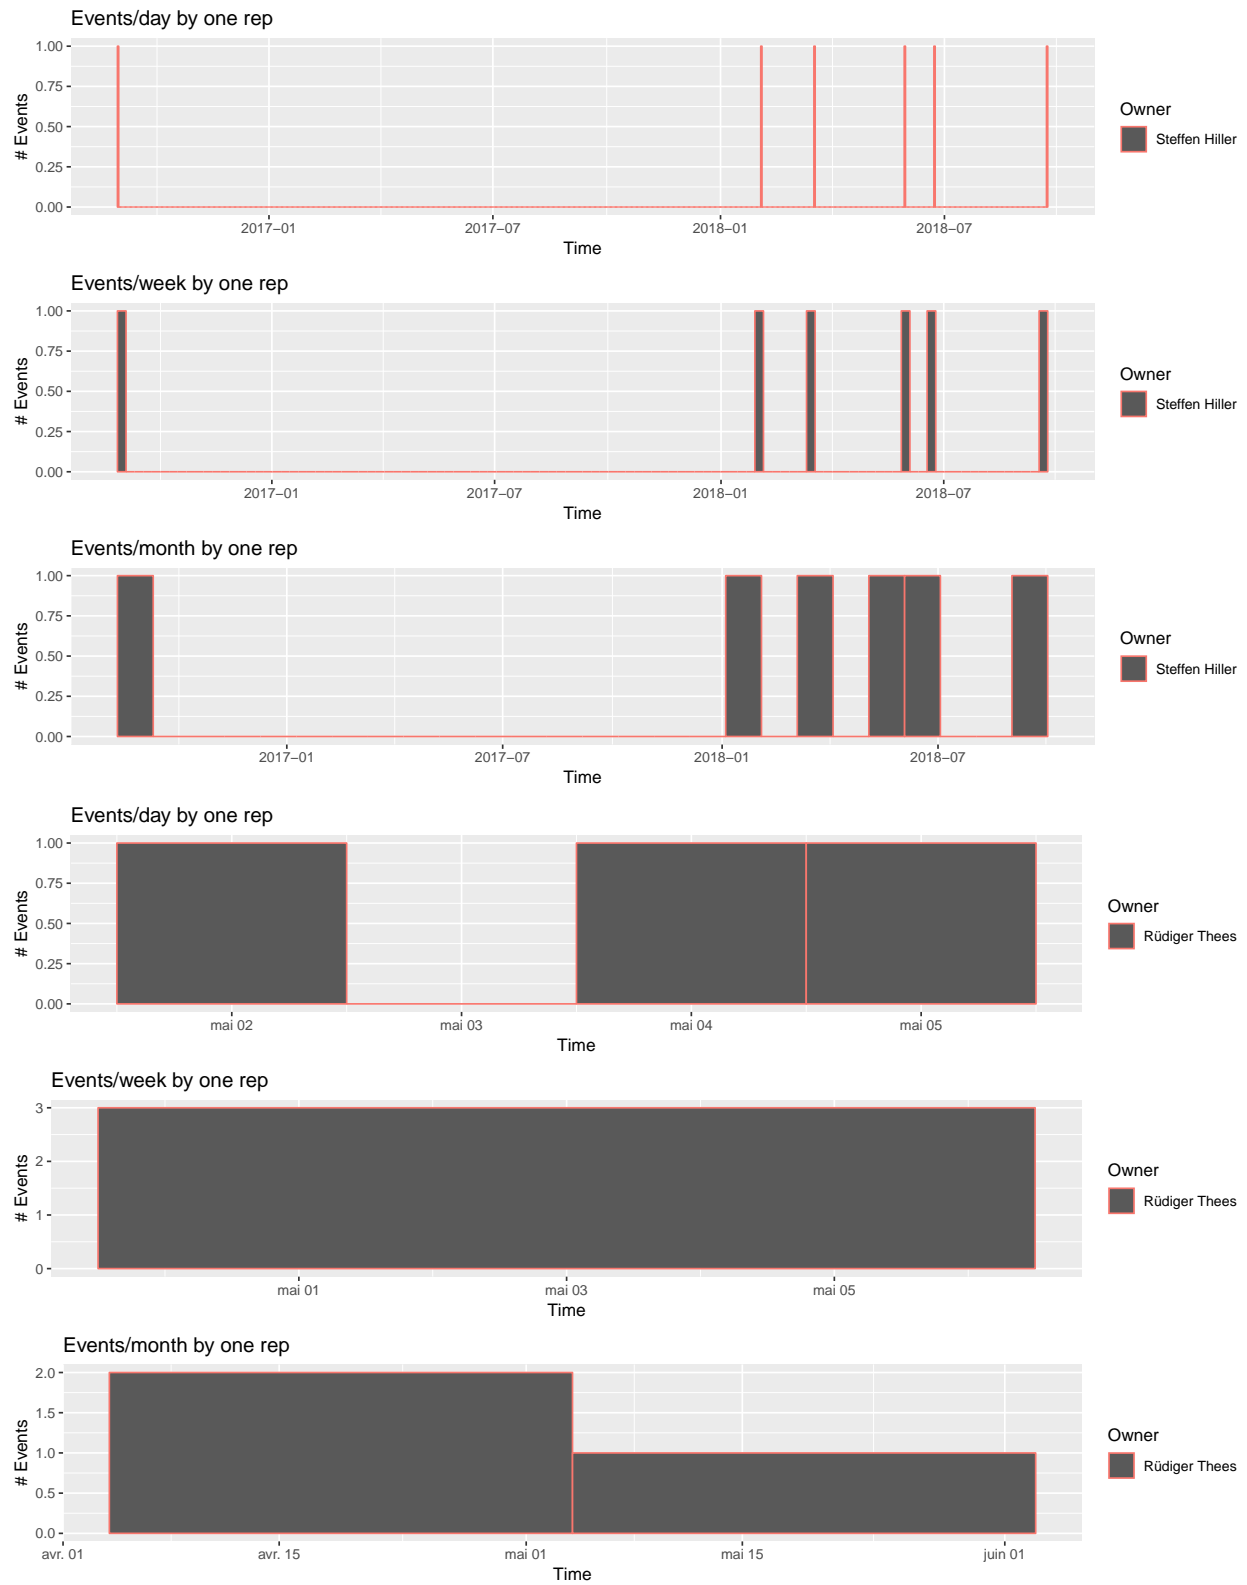 Events/day by one rep
1.00
0.75
0.50
0.25
0.00
# Events
2017–01
2017–07
2018–01
2018–07
Time
Owner
Steffen Hiller
Events/week by one rep
1.00
0.75
0.50
0.25
0.00
# Events
2017–01
2017–07
2018–01
2018–07
Time
Owner
Steffen Hiller
Events/month by one rep
1.00
0.75
0.50
0.25
0.00
# Events
2017–01
2017–07
2018–01
2018–07
Time
Owner
Steffen Hiller
Events/day by one rep
1.00
0.75
0.50
0.25
0.00
# Events
mai 02
mai 03
mai 04
mai 05
Time
Owner
Rüdiger Thees
Events/week by one rep
3
2
1
0
# Events
mai 01
mai 03
mai 05
Time
Owner
Rüdiger Thees
Events/month by one rep
2.0
1.5
1.0
0.5
0.0
# Events
avr. 01
avr. 15
mai 01
mai 15
juin 01
Time
Owner
Rüdiger Thees